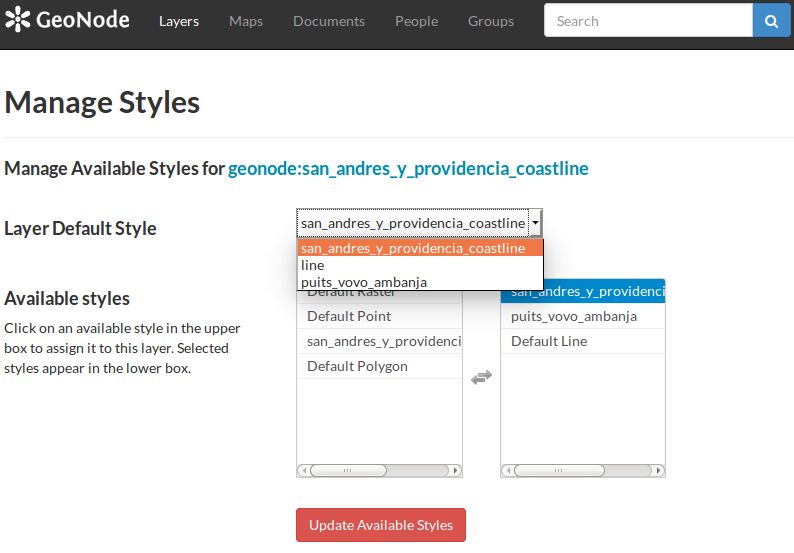 GeoNode Layers Maps Documents People Groups Search
Manage Styles
Manage Available Styles for geonode:san_andres_y_providencia_coastline
Layer Default Style san_andres_y_providencia_coastline
san_andres_y_providencia_coastline
line
puits_vovo_ambanja
Available styles
Click on an available style in the upper
box to assign it to this layer. Selected
styles appear in the lower box.
Default Raster
Default Point
san_andres_y_providenci
Default Polygon
san_andres_y_providenci
puits_vovo_ambanja
Default Line
Update Available Styles